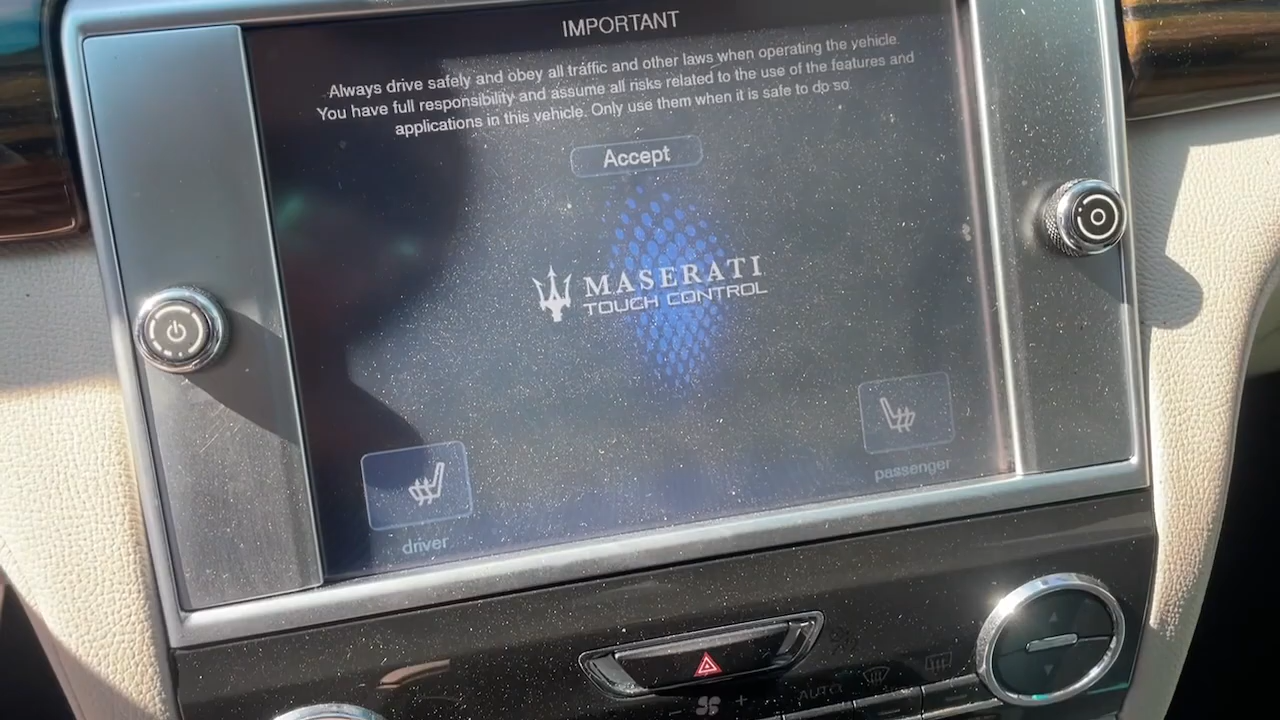 IMPORTANT
Always drive safely and obey all traffic and other laws when operating the vehicle.
You have full responsibility and assume all risks related to the use of the features and
applications in this vehicle. Only use them when it is safe to do so.
Accept
MASERATI
TOUCH CONTROL
passenger
driver
AUTO